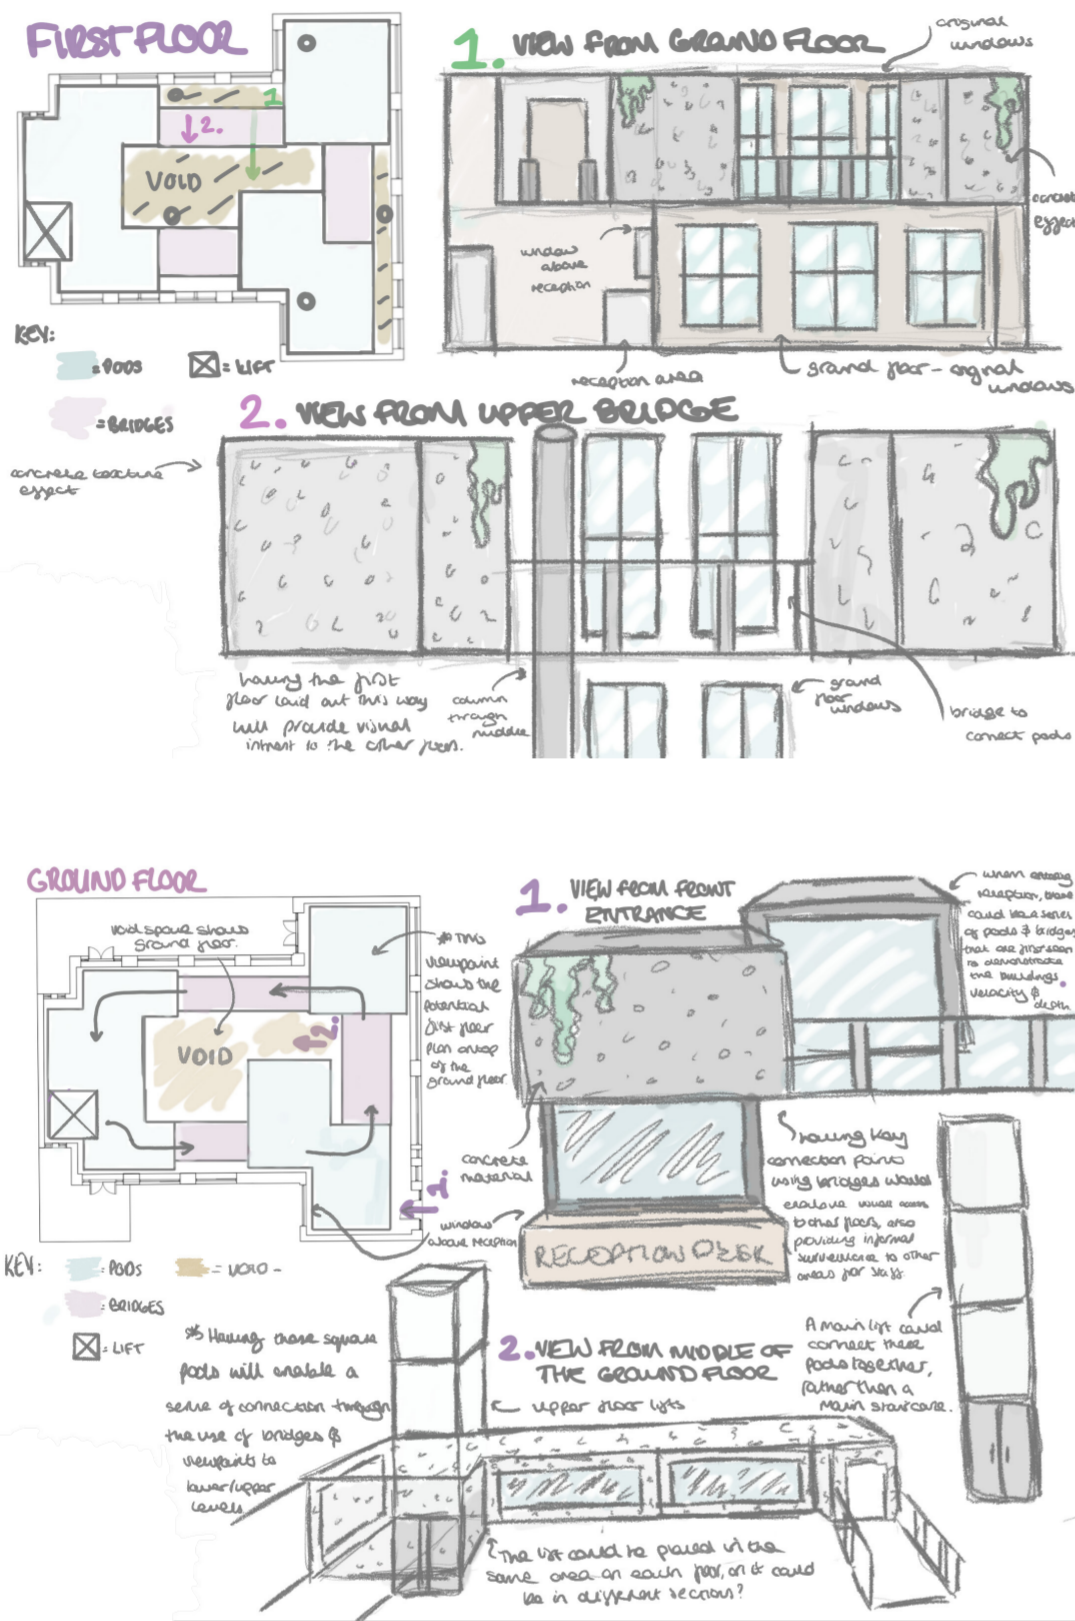 FIRST FLOOR
1
2.
VOID
KEY:
= PODS
= LIFT
= BRIDGES
1. VIEW FROM GROUND FLOOR
original
windows
concrete
effect
window
above
reception
reception area
ground floor - original
windows
2. VIEW FROM UPPER BRIDGE
concrete texture
effect
having the first
floor laid out this way
will provide visual
intrest to the other floors.
column
through
middle
ground
floor
windows
bridge to
connect pods
GROUND FLOOR
void space shows
ground floor.
VOID
2.
1.
* This
viewpoint
shows the
potential
first floor
plan ontop
of the
ground floor.
window
above reception
KEY:
= PODS
= VOID -
= BRIDGES
= LIFT
1. VIEW FROM FRONT
ENTRANCE
when entering
reception, there
could be a series
of pods & bridges
that are first seen
to demonstrate
the buildings
velocity &
depth
concrete
material
RECEPTION DESK
having key
connection points
using bridges would
enable
to other floors, also
providing informal
surveillance to other
areas for staff.
A main lift could
connect these
pods together,
rather than a
main staircase.
** Having these square
pods will enable a
sense of connection through
the use of bridges &
viewpoints to
lower/upper
levels
2. VIEW FROM MIDDLE OF
THE GROUND FLOOR
upper floor lifts
The lift could be placed in the
same area on each floor, or it could
be in different sections?